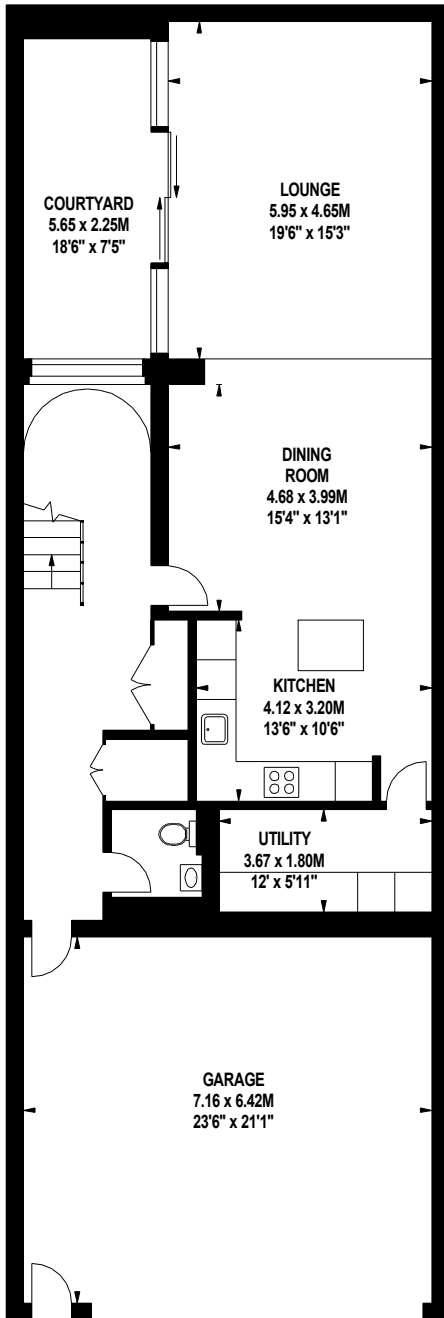 COURTYARD
5.65 x 2.25M
18'6" x 7'5"
LOUNGE
5.95 x 4.65M
19'6" x 15'3"
DINING
ROOM
4.68 x 3.99M
15'4" x 13'1"
KITCHEN
4.12 x 3.20M
13'6" x 10'6"
UTILITY
3.67 x 1.80M
12' x 5'11"
GARAGE
7.16 x 6.42M
23'6" x 21'1"